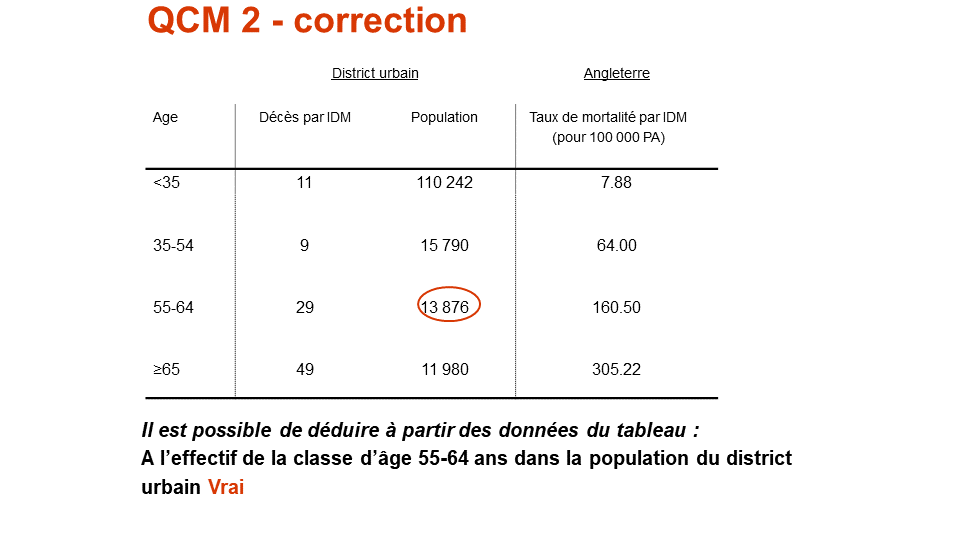 QCM 2 - correction
District urbain Angleterre
Age Décès par IDM Population Taux de mortalité par IDM
(pour 100 000 PA)
<35 11 110 242 7.88
35-54 9 15 790 64.00
55-64 29 13 876 160.50
≥65 49 11 980 305.22
Il est possible de déduire à partir des données du tableau :
A l’effectif de la classe d’âge 55-64 ans dans la population du district
urbain Vrai